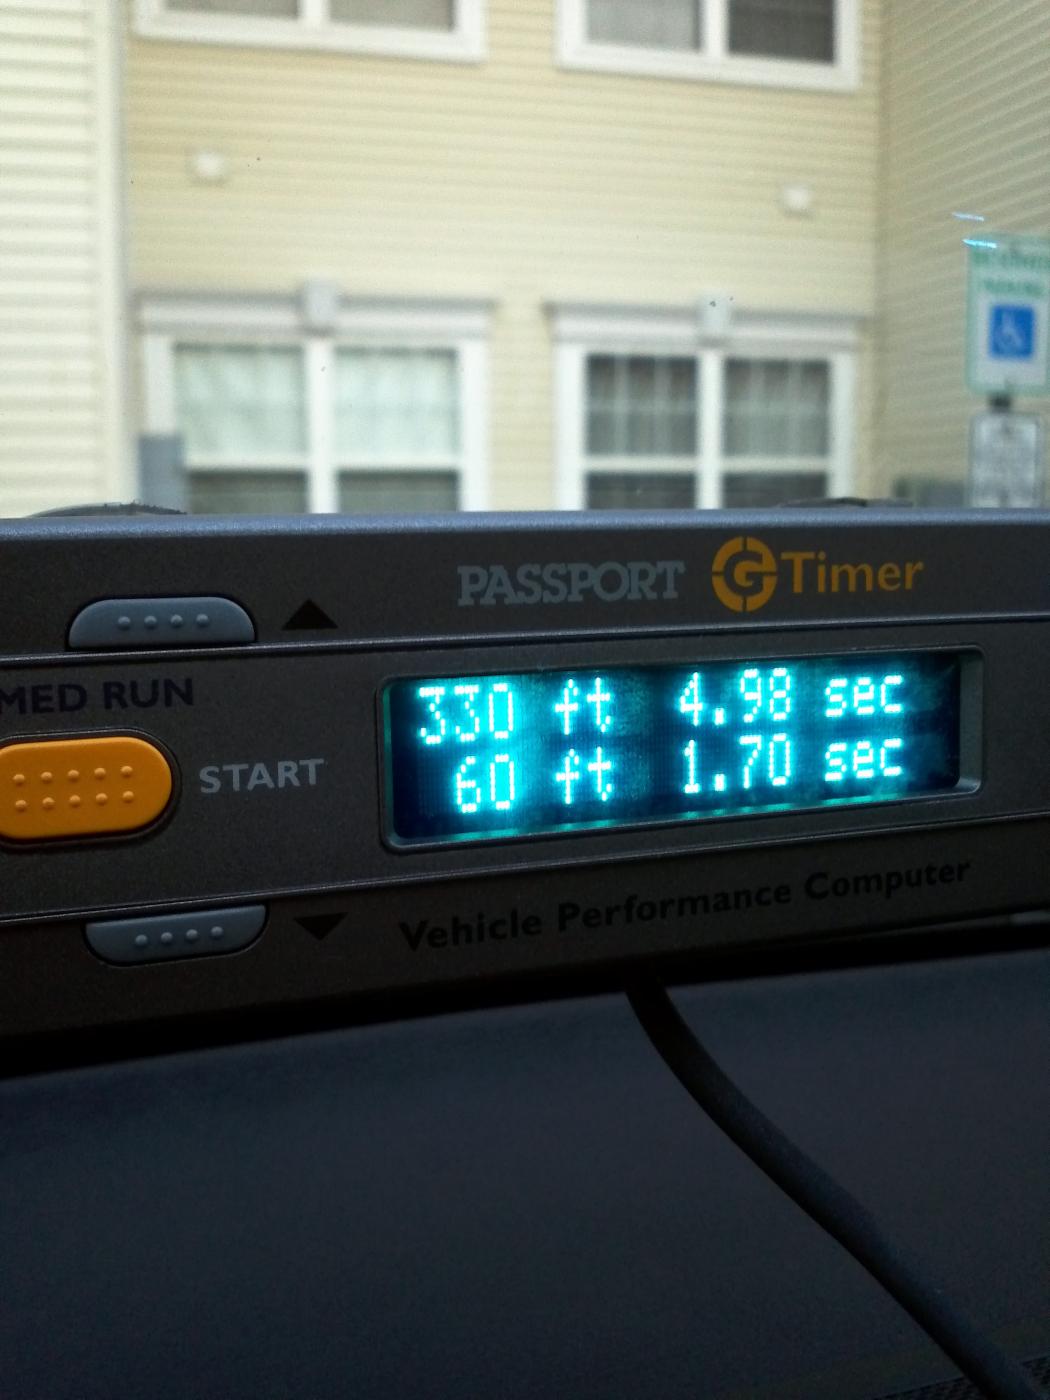 PASSPORT GTimer
MED RUN
START
330 ft 4.98 sec
60 ft 1.70 sec
Vehicle Performance Computer